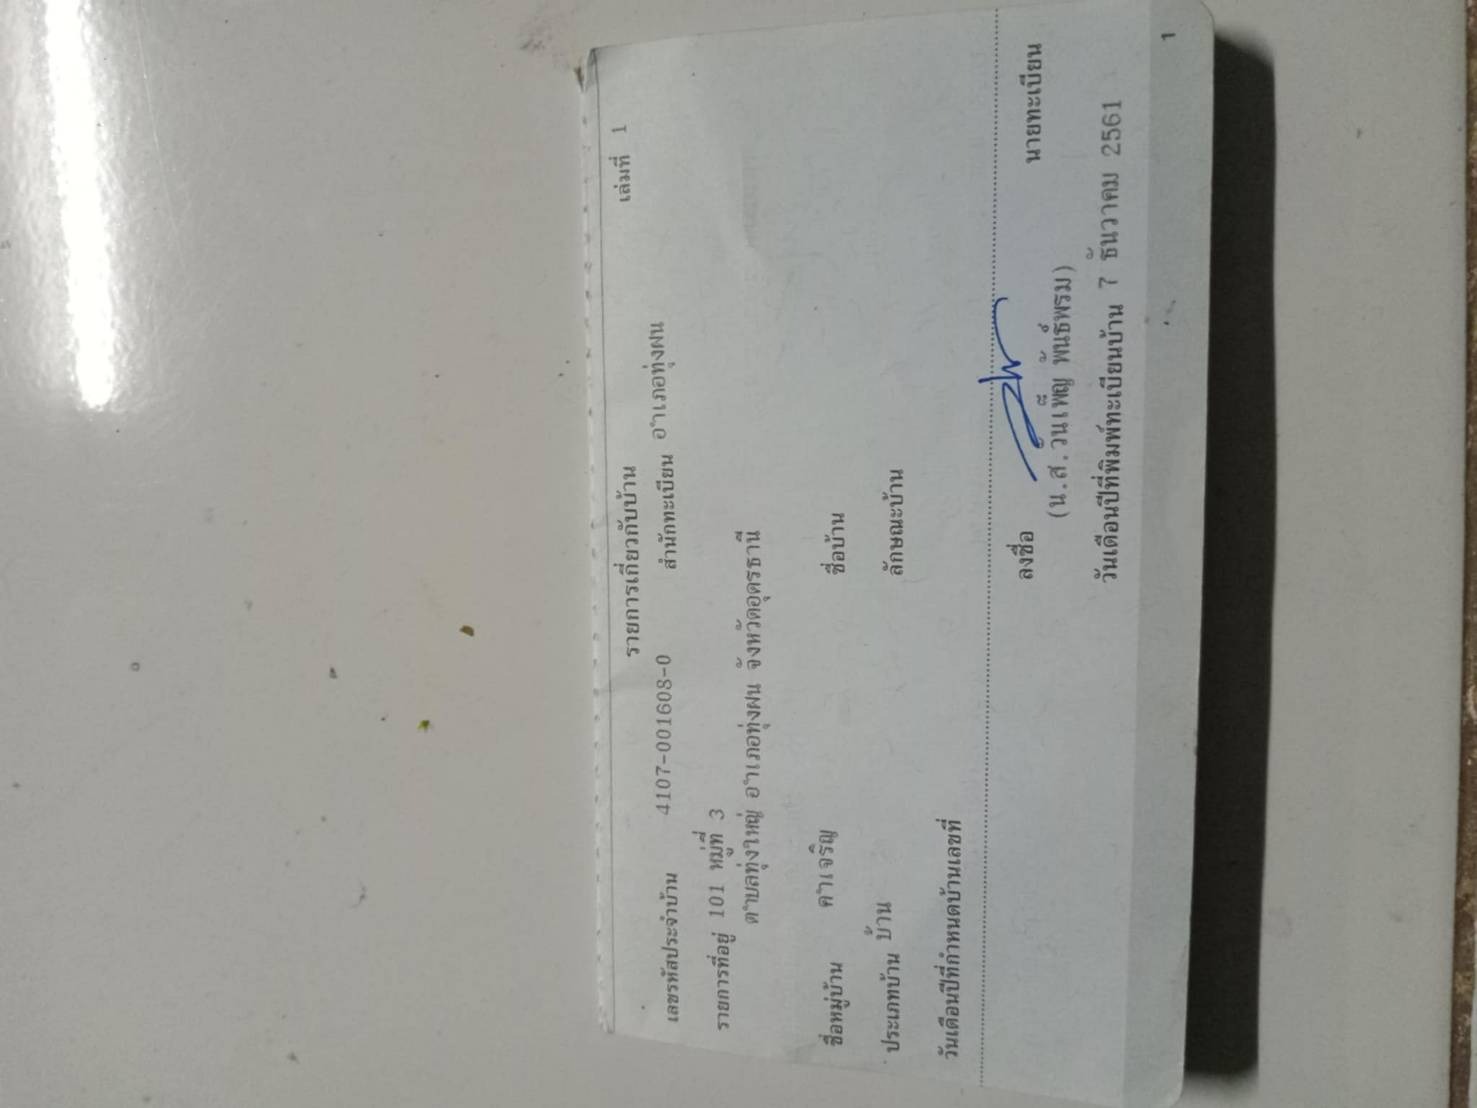 เล่มที่ 1
รายการเกี่ยวกับบ้าน
เลขรหัสประจำบ้าน 4107-001608-0 สำนักทะเบียน อำเภอทุ่งฝน
รายการที่อยู่ 101 หมู่ที่ 3
ตำบลทุ่งใหญ่ อำเภอทุ่งฝน จังหวัดอุดรธานี
ชื่อหมู่บ้าน คำเจริญ ชื่อบ้าน
ประเภทบ้าน บ้าน ลักษณะบ้าน
วันเดือนปีที่กำหนดบ้านเลขที่
ลงชื่อ นายทะเบียน
(น.ส.วันเพ็ญ พันธ์พรม)
วันเดือนปีที่พิมพ์ทะเบียนบ้าน 7 ธันวาคม 2561
1